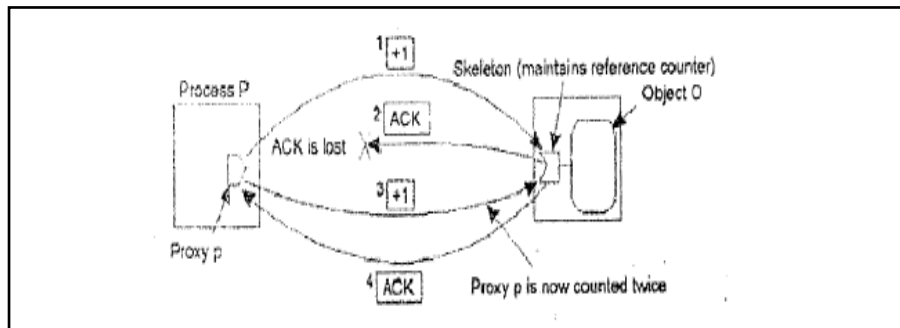 1 +1
Skeleton (maintains reference counter)
Object O
Process P
2 ACK
ACK is lost
3 +1
Proxy p
4 ACK
Proxy p is now counted twice